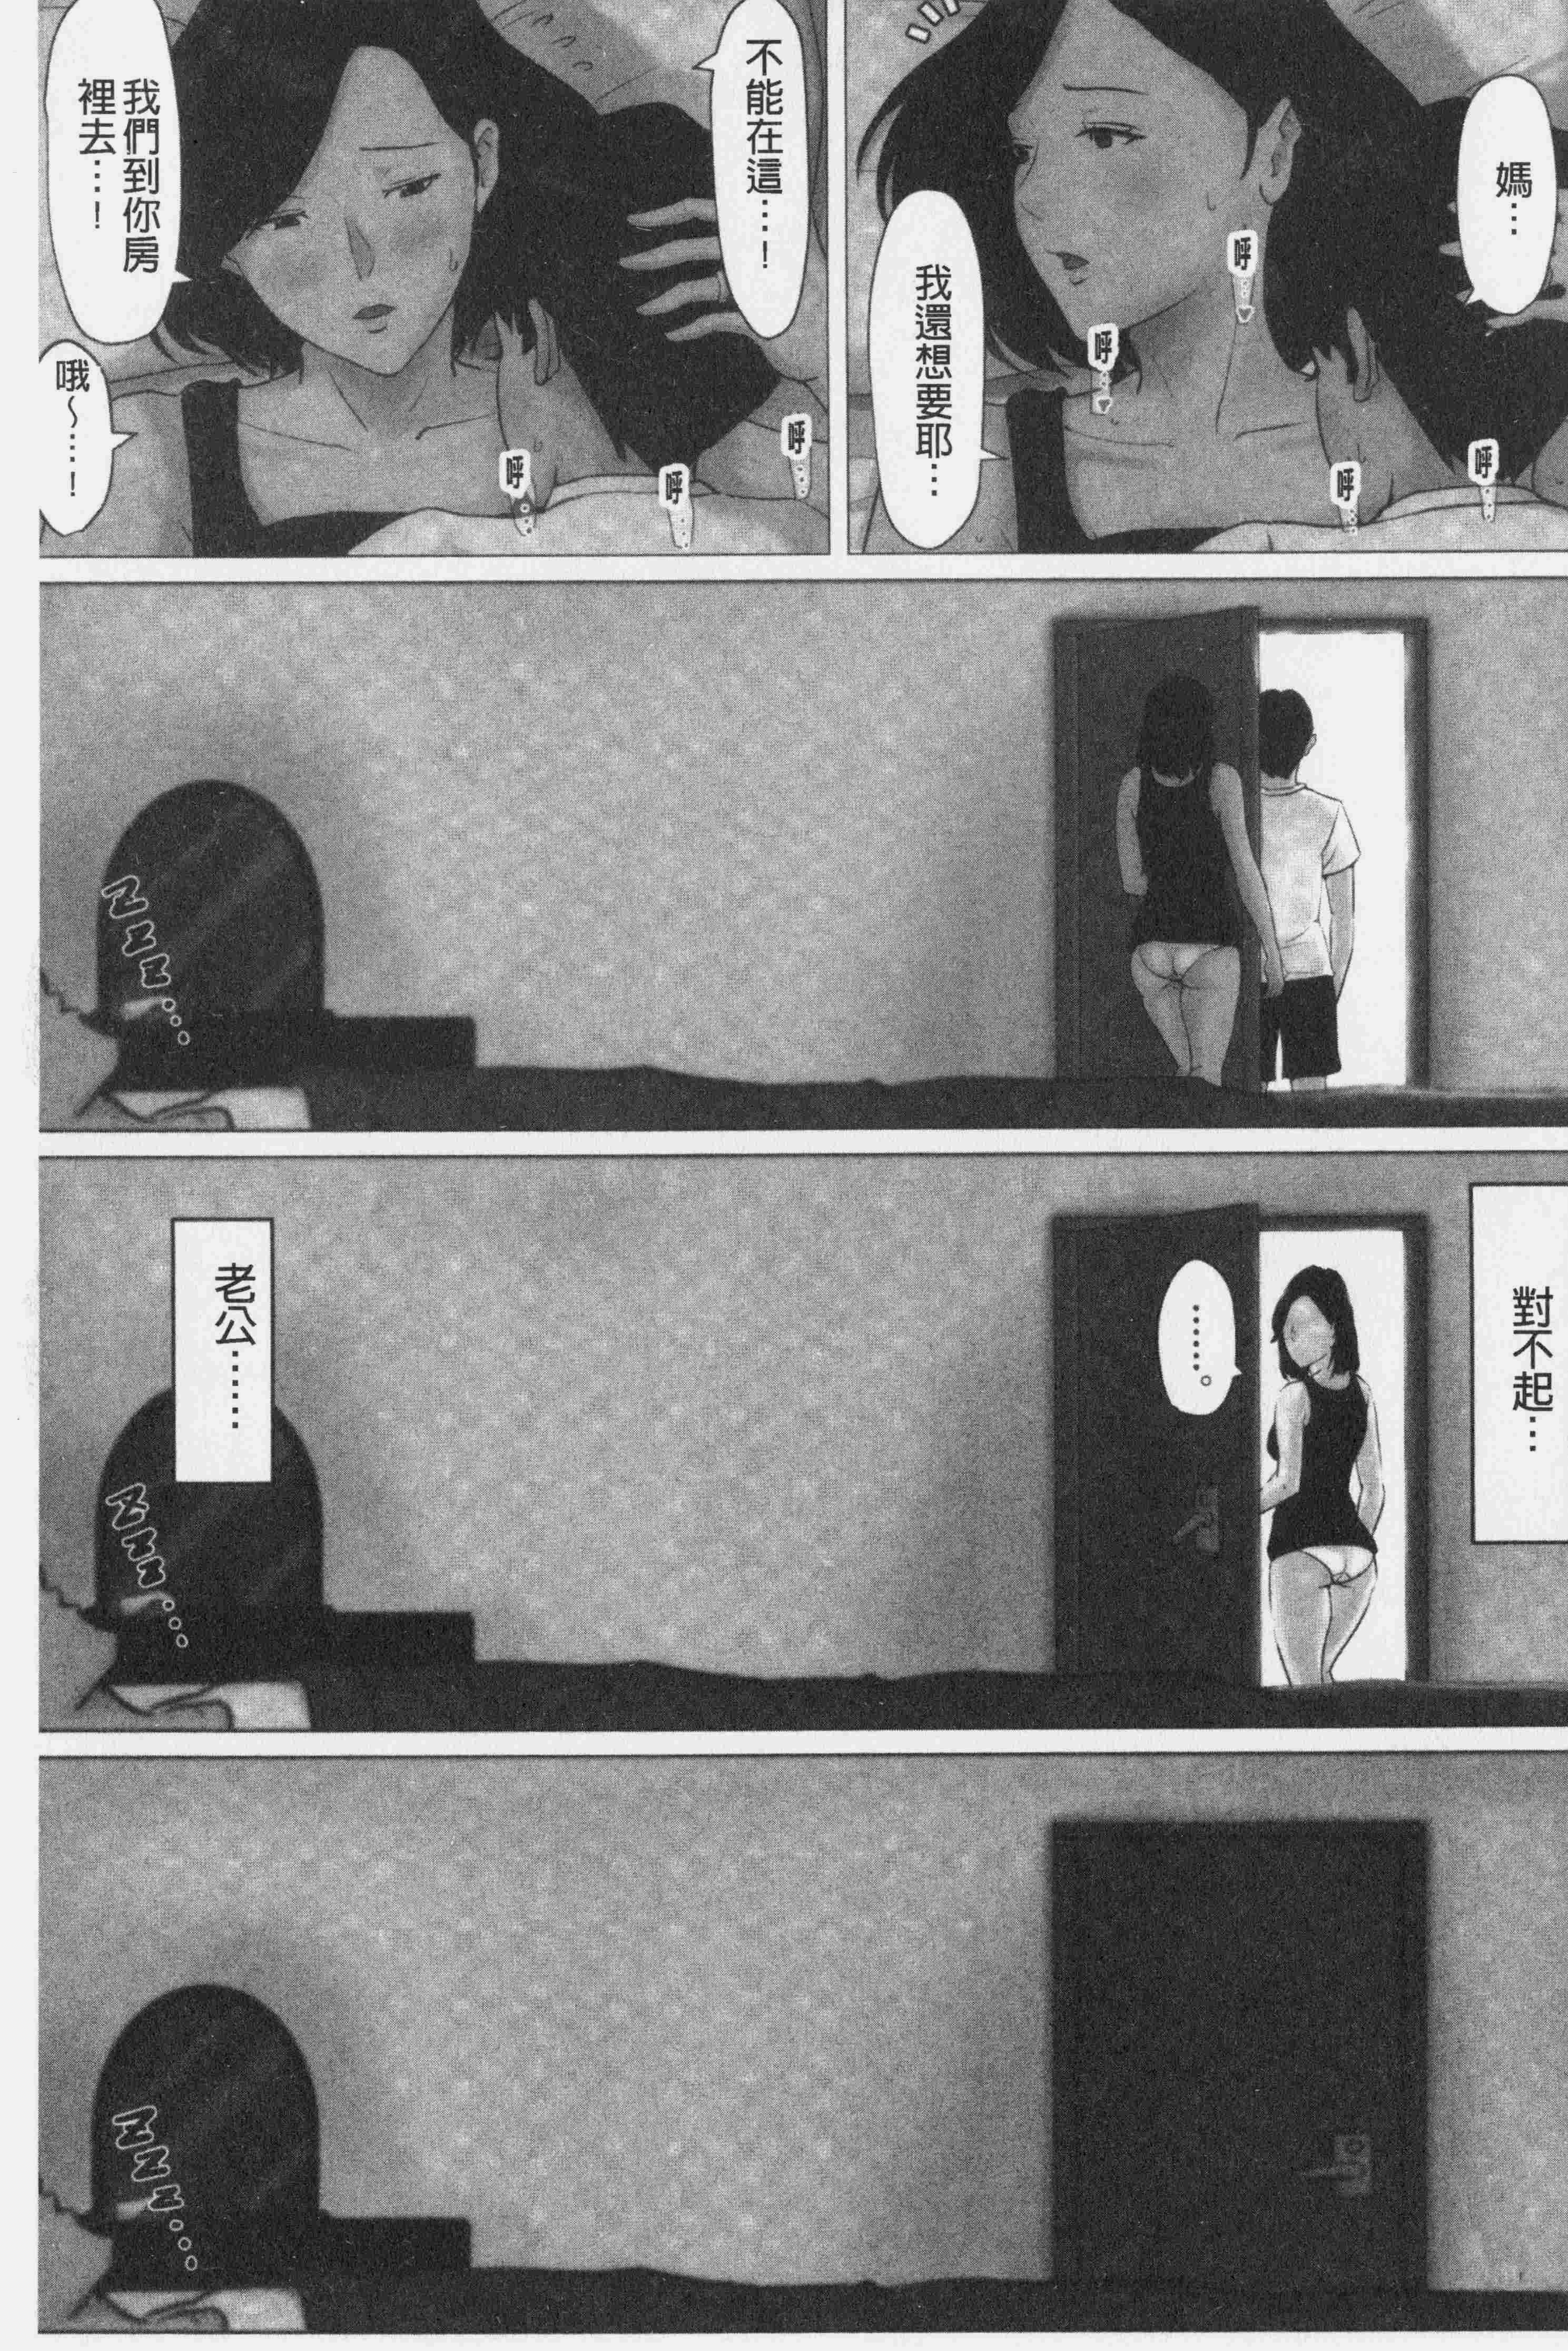 媽…
我還想要耶…
呼…
呼…
呼…
呼…
不能在這…！
我們到你房
裡去…！
哦～…！
呼…
呼…
呼…
Zzz…
對不起…
……。
老公……
Zzz…
ZZz…